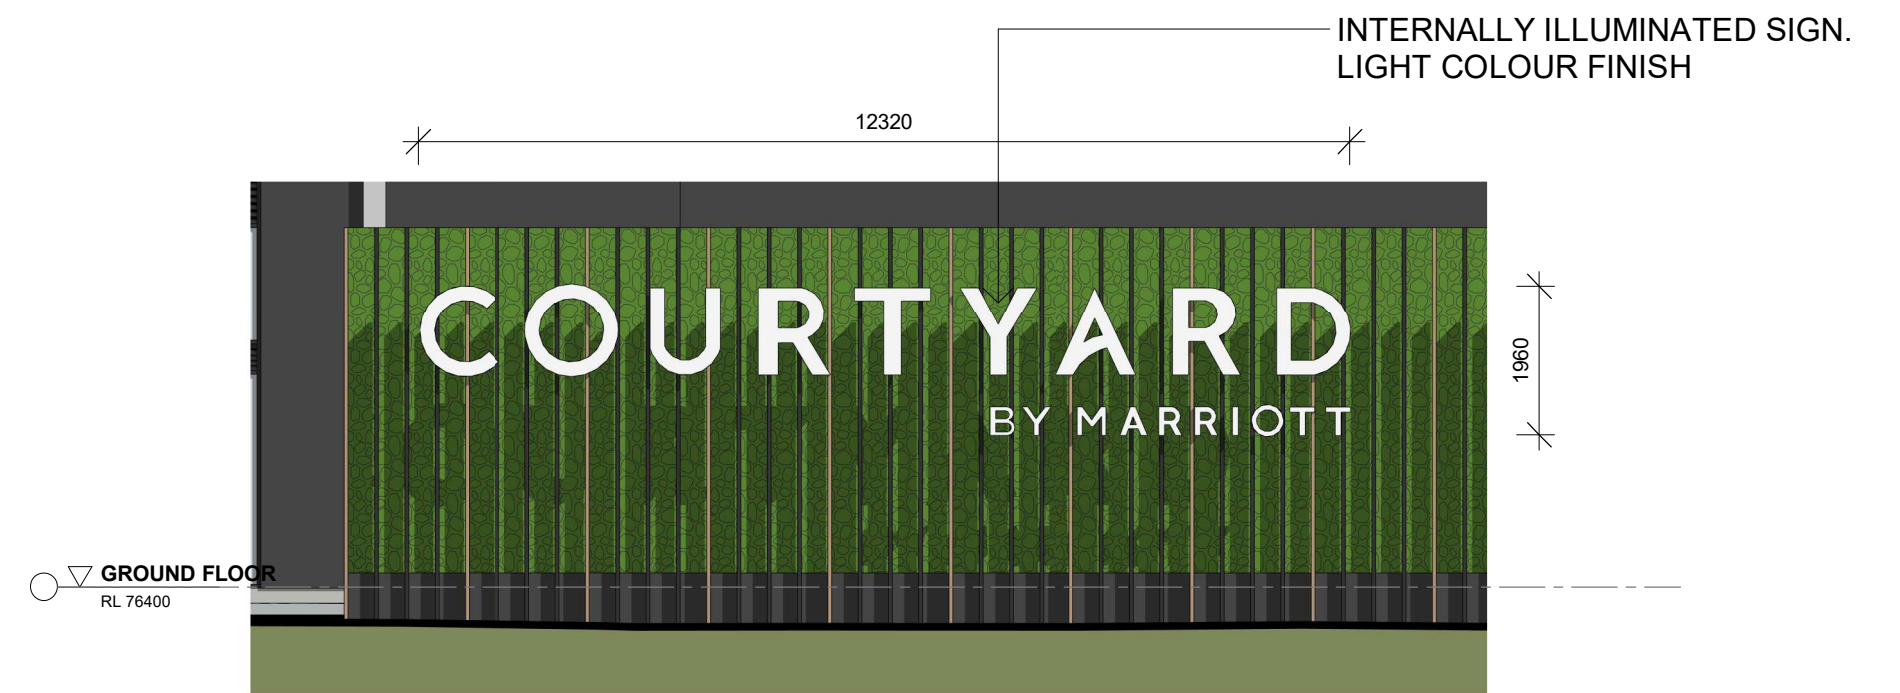 INTERNALLY ILLUMINATED SIGN.
LIGHT COLOUR FINISH
12320
COURTYARD
BY MARRIOTT
1960
GROUND FLOOR
RL 76400